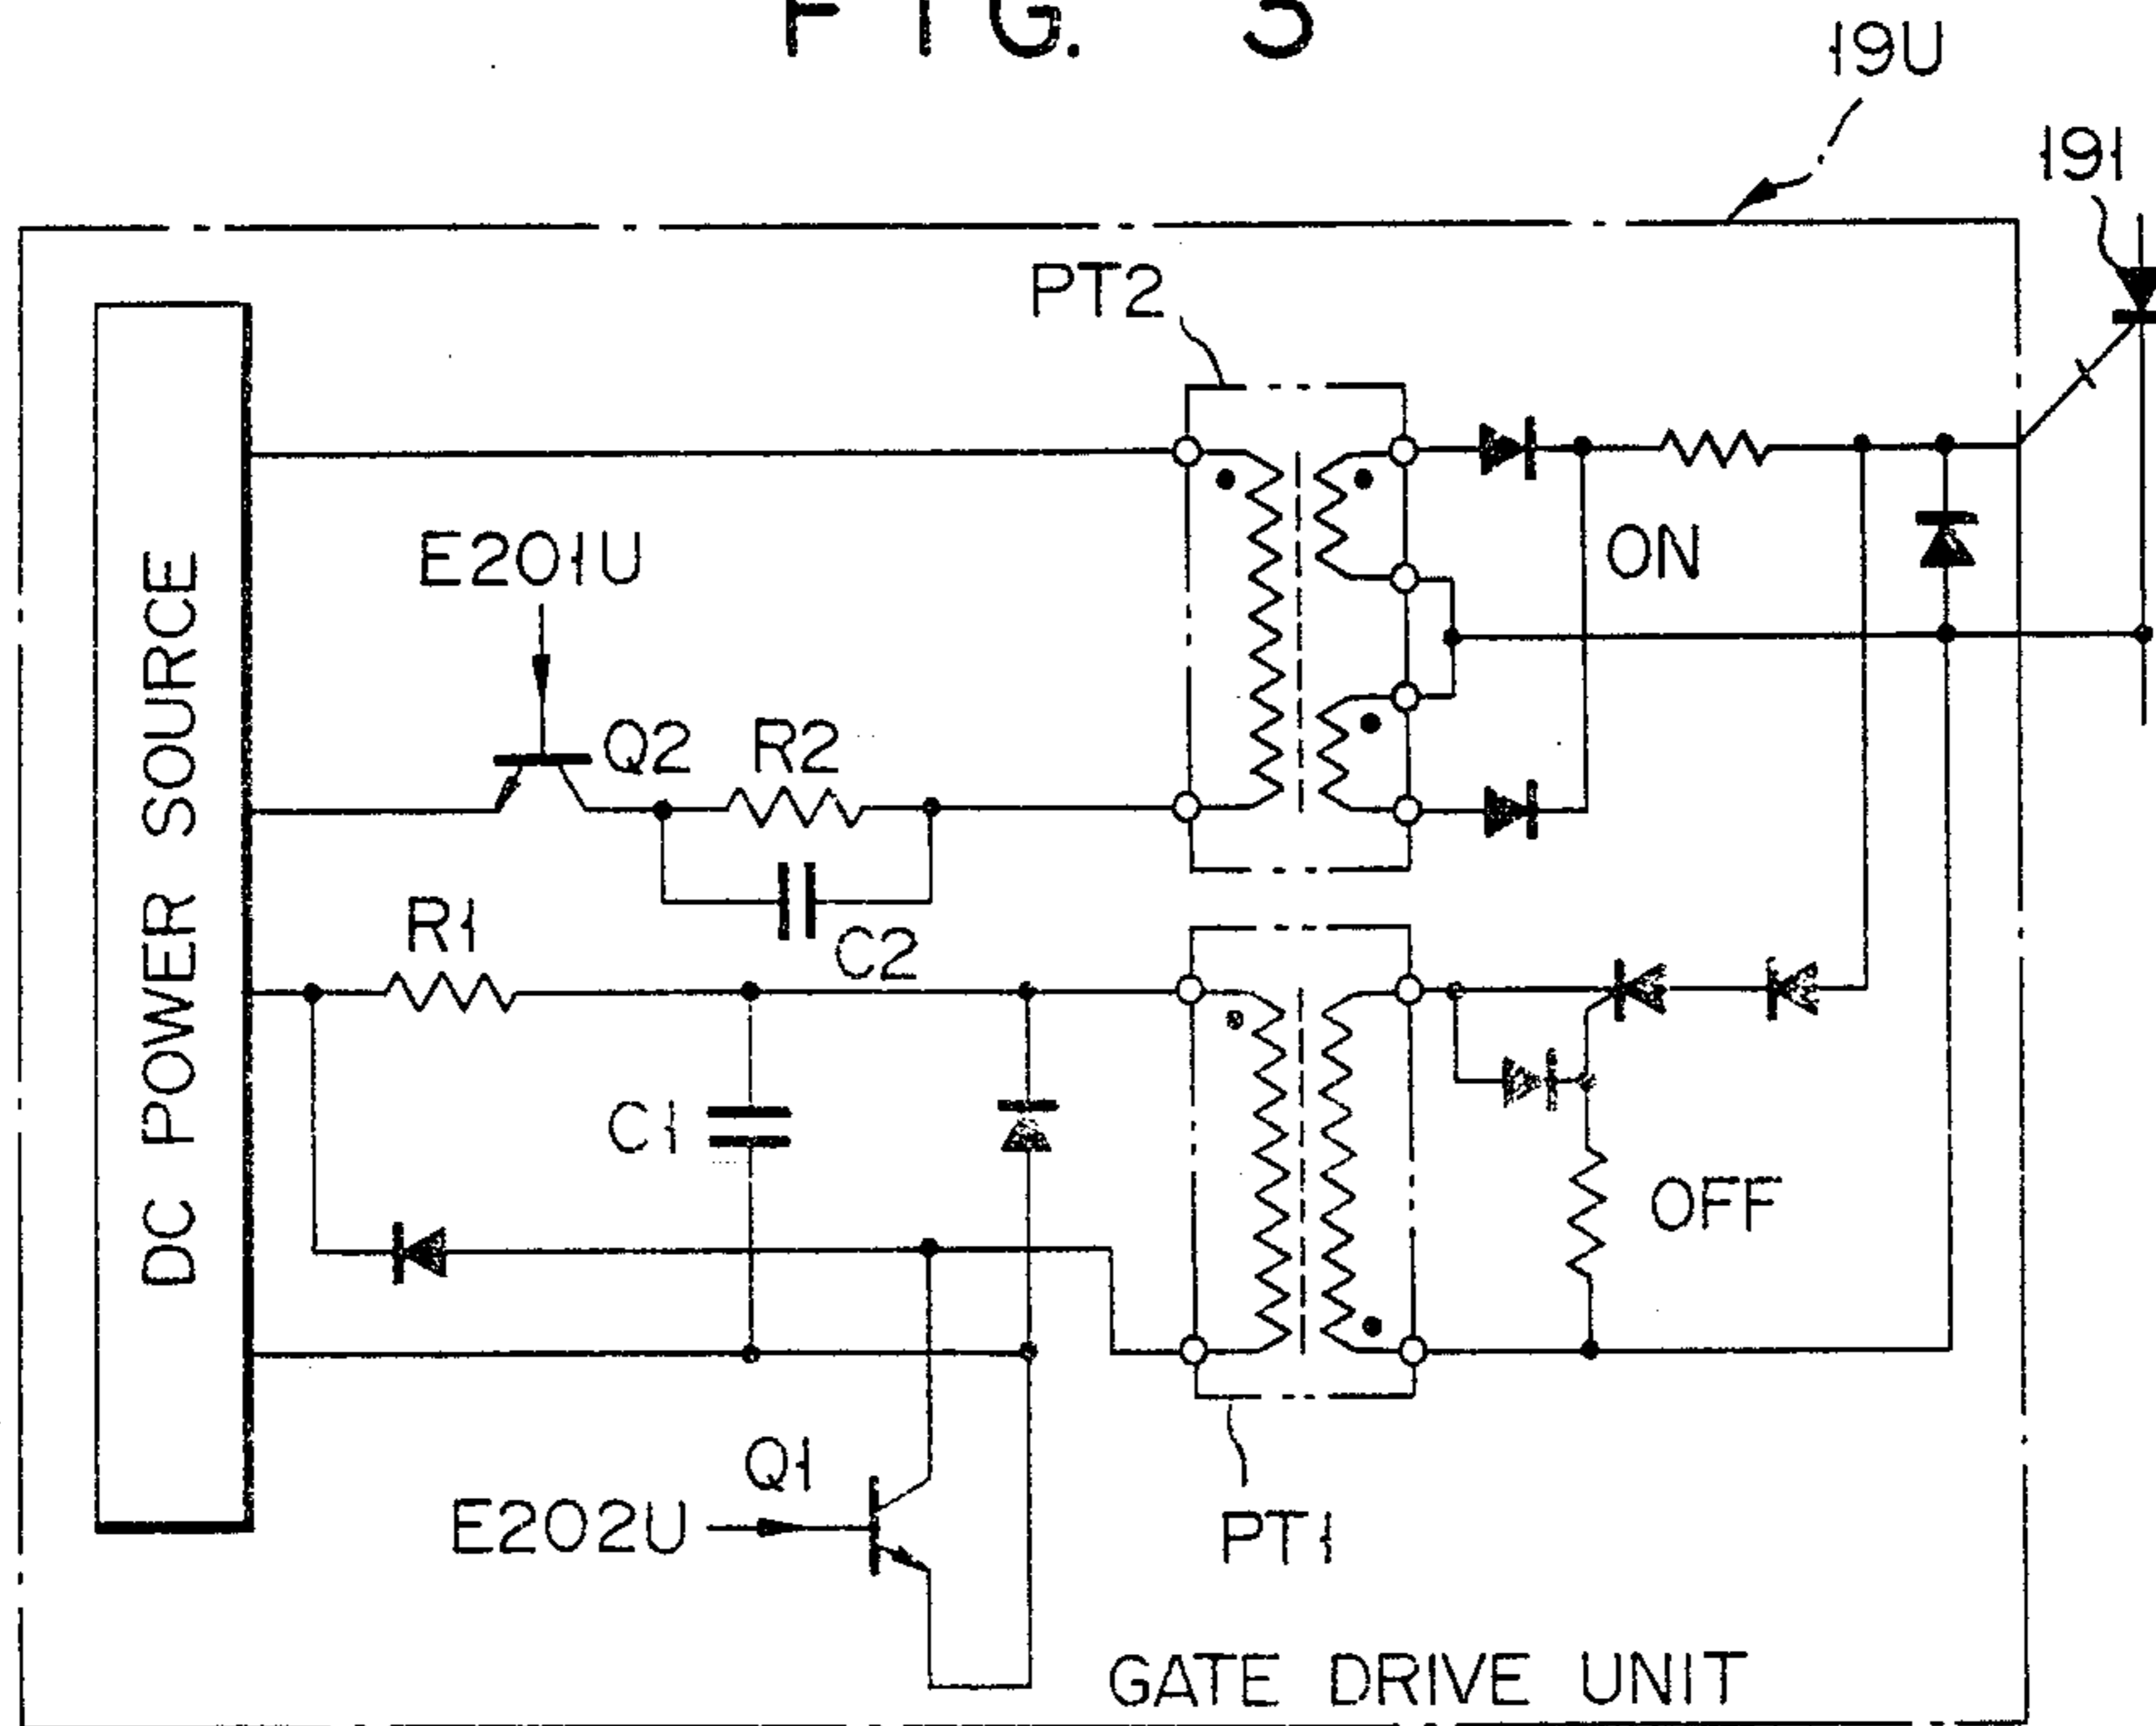 FIG. 3
19U
191
PT2
E201U
ON
Q2
R2
DC POWER SOURCE
R1
C2
C1
OFF
Q1
E202U
PT1
GATE DRIVE UNIT